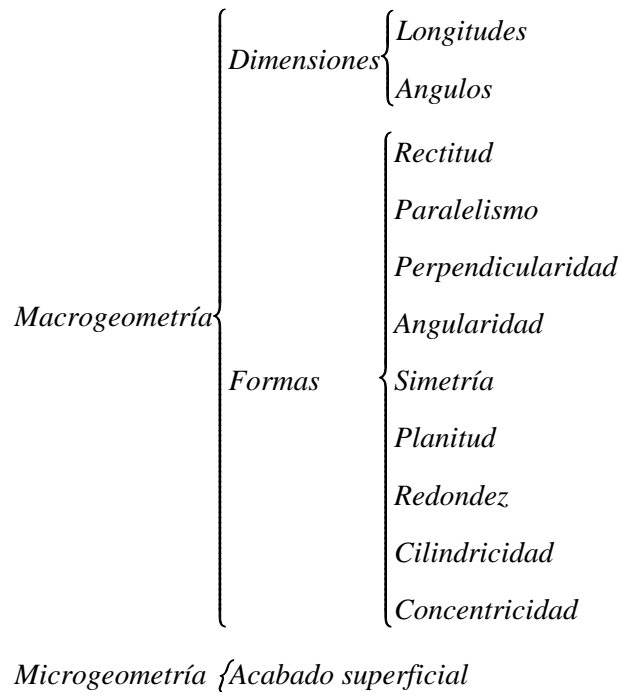 Longitudes
Dimensiones
Angulos
Rectitud
Paralelismo
Perpendicularidad
Macrogeometría
Angularidad
Formas
Simetría
Planitud
Redondez
Cilindricidad
Concentricidad
Microgeometría {Acabado superficial